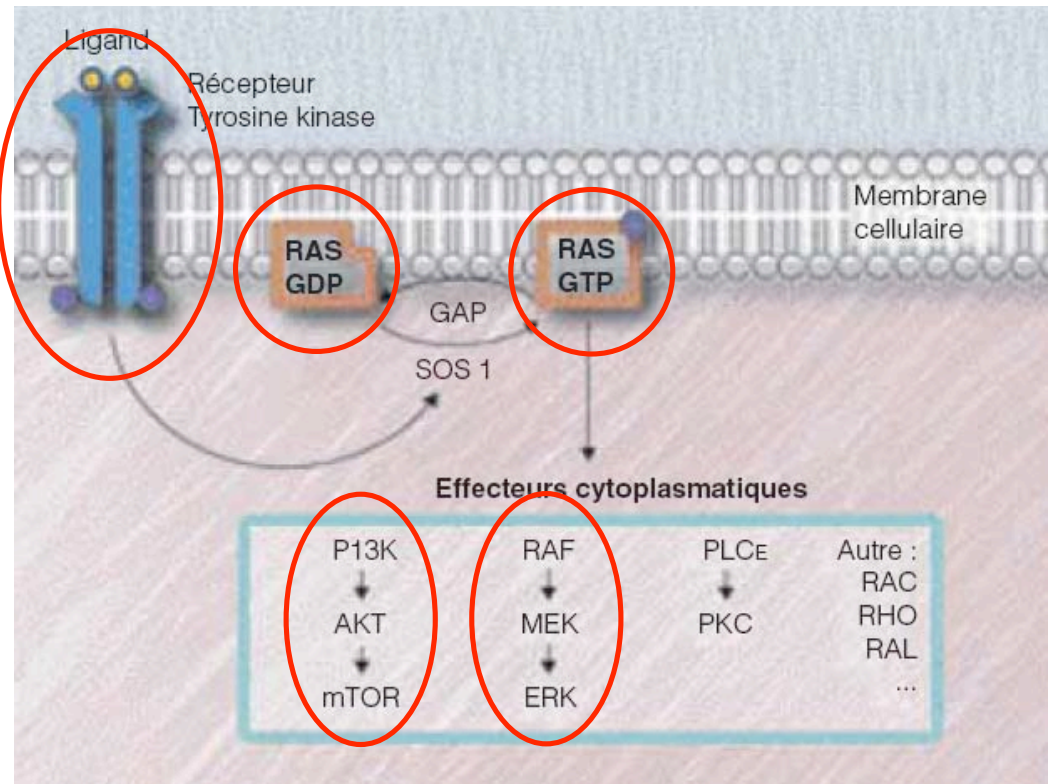 Ligand
Récepteur
Tyrosine kinase
Membrane
cellulaire
RAS
GDP
RAS
GTP
GAP
SOS 1
Effecteurs cytoplasmatiques
P13K
AKT
mTOR
RAF
MEK
ERK
PLCE
PKC
Autre :
RAC
RHO
RAL
...